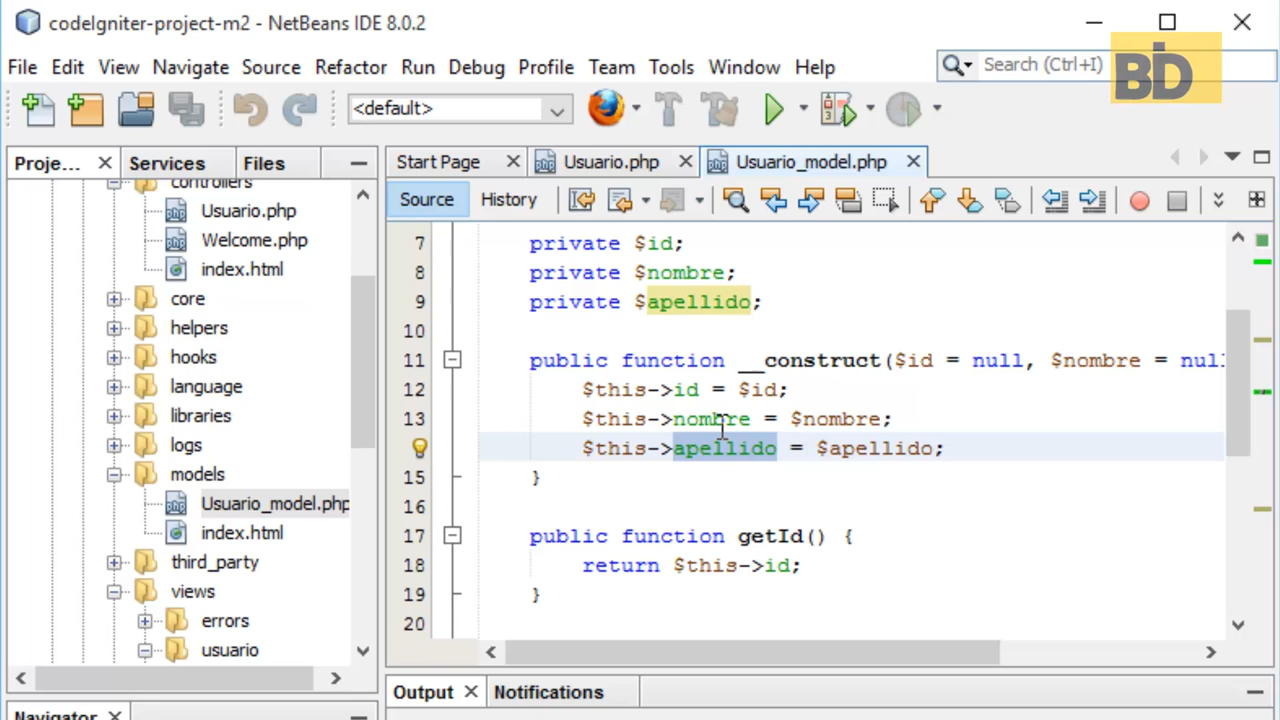 codeIgniter-project-m2 - NetBeans IDE 8.0.2
File Edit View Navigate Source Refactor Run Debug Profile Team Tools Window Help
Search (Ctrl+I)
BD
<default>
Proje... Services Files
controllers
Usuario.php
Welcome.php
index.html
core
helpers
hooks
language
libraries
logs
models
Usuario_model.php
index.html
third_party
views
errors
usuario
Navigator
Start Page Usuario.php Usuario_model.php
Source History
7 private $id;
8 private $nombre;
9 private $apellido;
10
11 public function __construct($id = null, $nombre = null
12 $this->id = $id;
13 $this->nombre = $nombre;
$this->apellido = $apellido;
15 }
16
17 public function getId() {
18 return $this->id;
19 }
20
Output Notifications